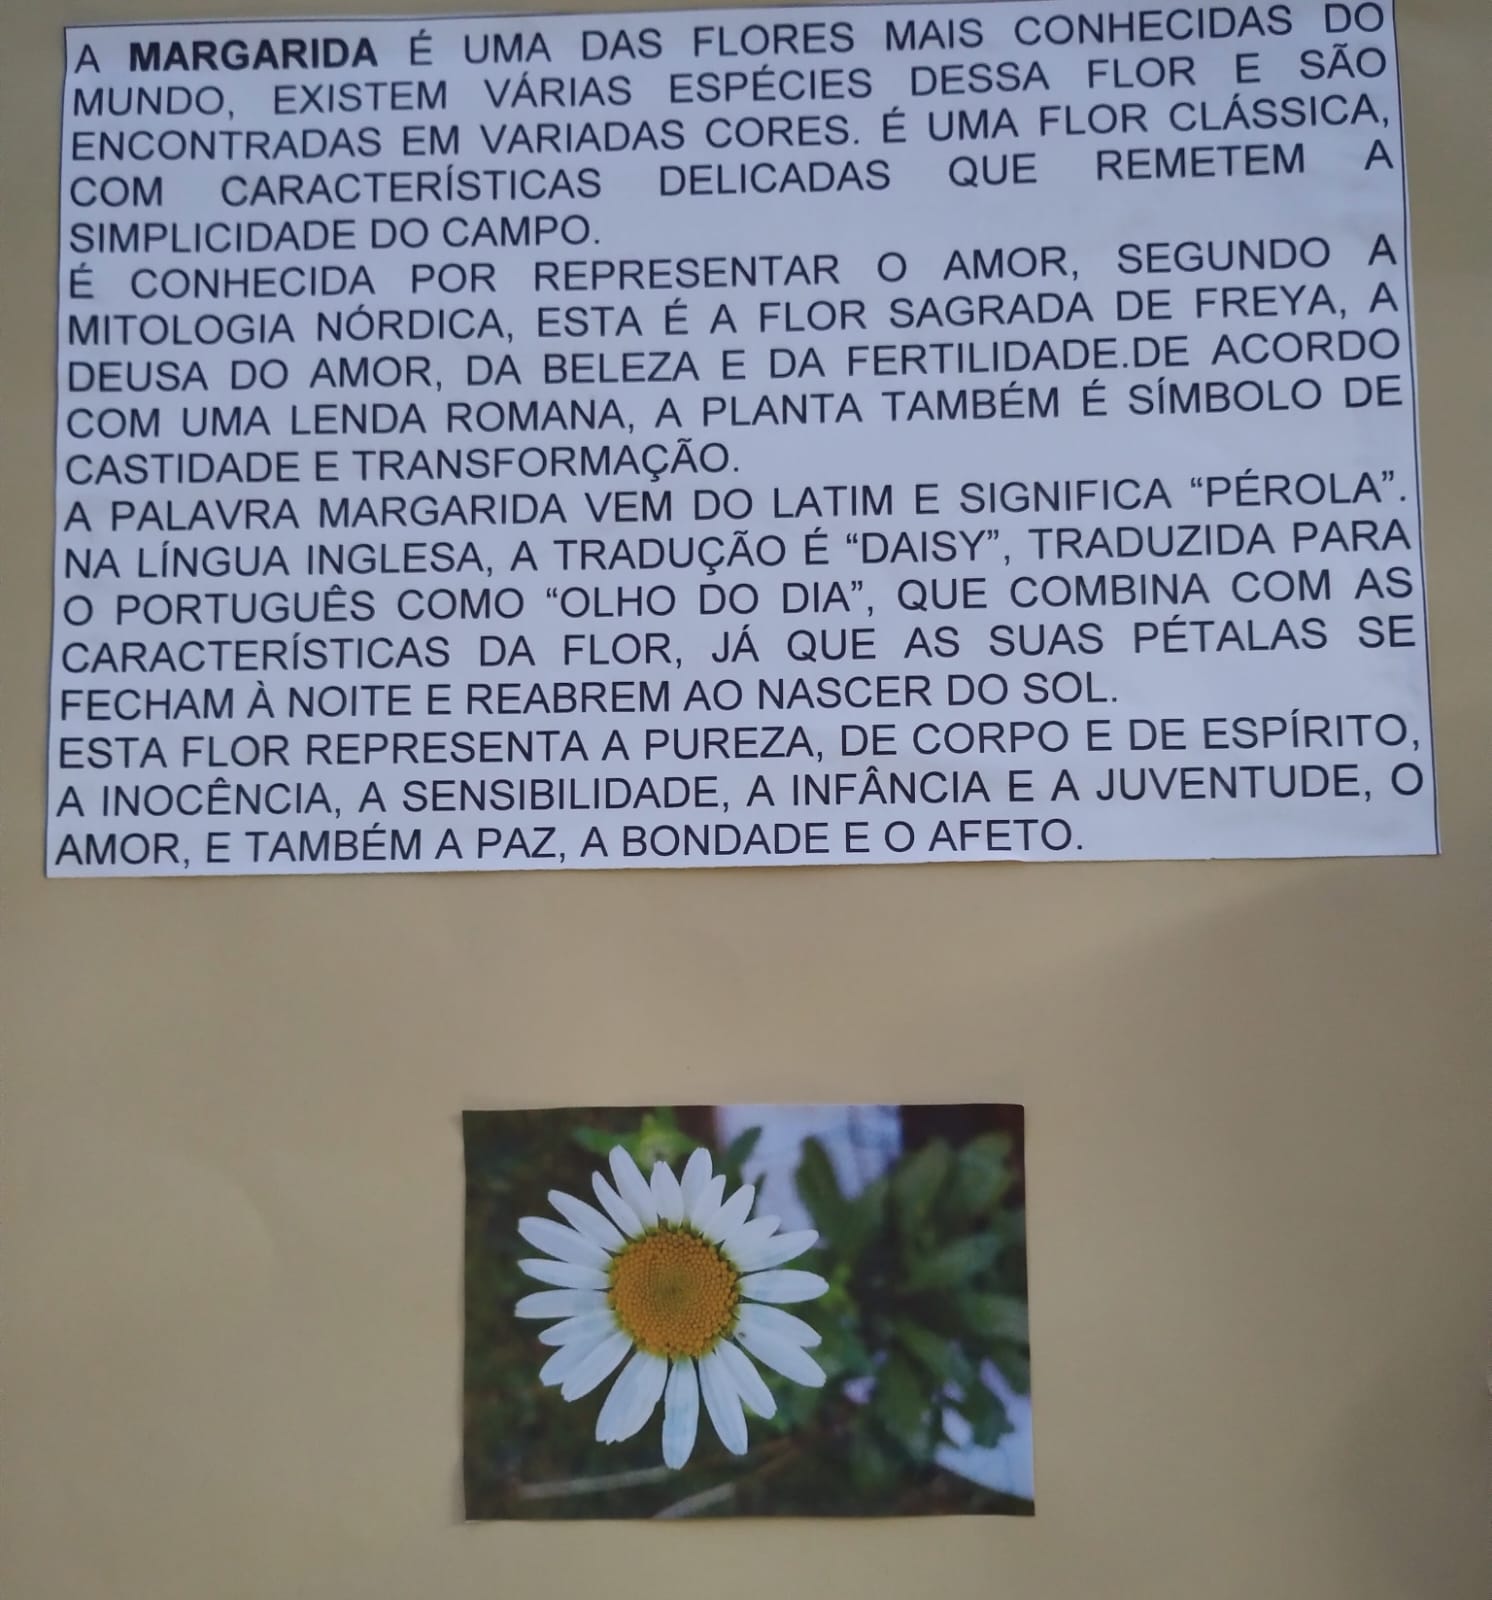 A MARGARIDA É UMA DAS FLORES MAIS CONHECIDAS DO
MUNDO, EXISTEM VÁRIAS ESPÉCIES DESSA FLOR E SÃO
ENCONTRADAS EM VARIADAS CORES. É UMA FLOR CLÁSSICA,
COM CARACTERÍSTICAS DELICADAS QUE REMETEM A
SIMPLICIDADE DO CAMPO.
É CONHECIDA POR REPRESENTAR O AMOR, SEGUNDO A
MITOLOGIA NÓRDICA, ESTA É A FLOR SAGRADA DE FREYA, A
DEUSA DO AMOR, DA BELEZA E DA FERTILIDADE.DE ACORDO
COM UMA LENDA ROMANA, A PLANTA TAMBÉM É SÍMBOLO DE
CASTIDADE E TRANSFORMAÇÃO.
A PALAVRA MARGARIDA VEM DO LATIM E SIGNIFICA “PÉROLA”.
NA LÍNGUA INGLESA, A TRADUÇÃO É “DAISY”, TRADUZIDA PARA
O PORTUGUÊS COMO “OLHO DO DIA”, QUE COMBINA COM AS
CARACTERÍSTICAS DA FLOR, JÁ QUE AS SUAS PÉTALAS SE
FECHAM À NOITE E REABREM AO NASCER DO SOL.
ESTA FLOR REPRESENTA A PUREZA, DE CORPO E DE ESPÍRITO,
A INOCÊNCIA, A SENSIBILIDADE, A INFÂNCIA E A JUVENTUDE, O
AMOR, E TAMBÉM A PAZ, A BONDADE E O AFETO.